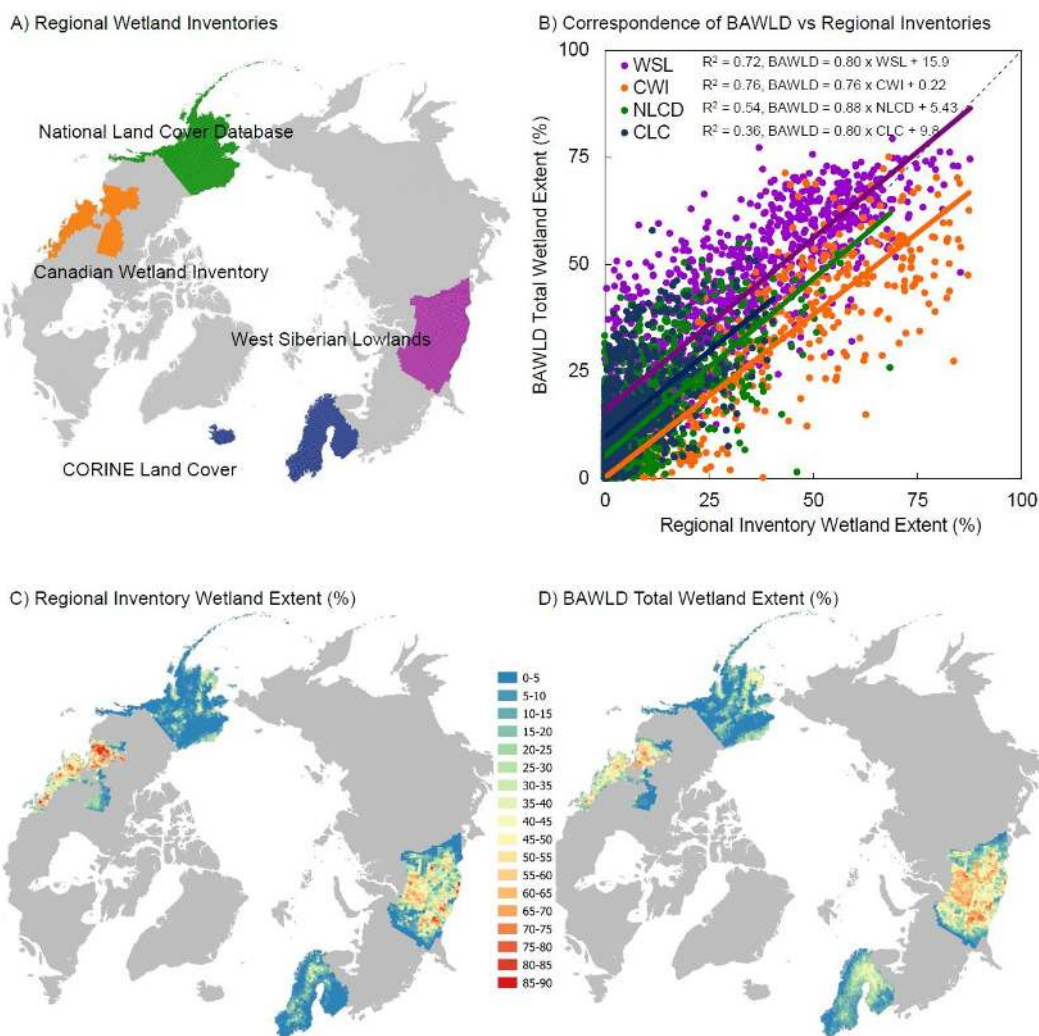 A) Regional Wetland Inventories
National Land Cover Database
Canadian Wetland Inventory
West Siberian Lowlands
CORINE Land Cover
B) Correspondence of BAWLD vs Regional Inventories
100
75
50
25
0
BAWLD Total Wetland Extent (%)
WSL R² = 0.72, BAWLD = 0.80 x WSL + 15.9
CWI R² = 0.76, BAWLD = 0.76 x CWI + 0.22
NLCD R² = 0.54, BAWLD = 0.88 x NLCD + 5.43
CLC R² = 0.36, BAWLD = 0.80 x CLC + 9.8
0 25 50 75 100
Regional Inventory Wetland Extent (%)
C) Regional Inventory Wetland Extent (%)
D) BAWLD Total Wetland Extent (%)
0-5
5-10
10-15
15-20
20-25
25-30
30-35
35-40
40-45
45-50
50-55
55-60
60-65
65-70
70-75
75-80
80-85
85-90